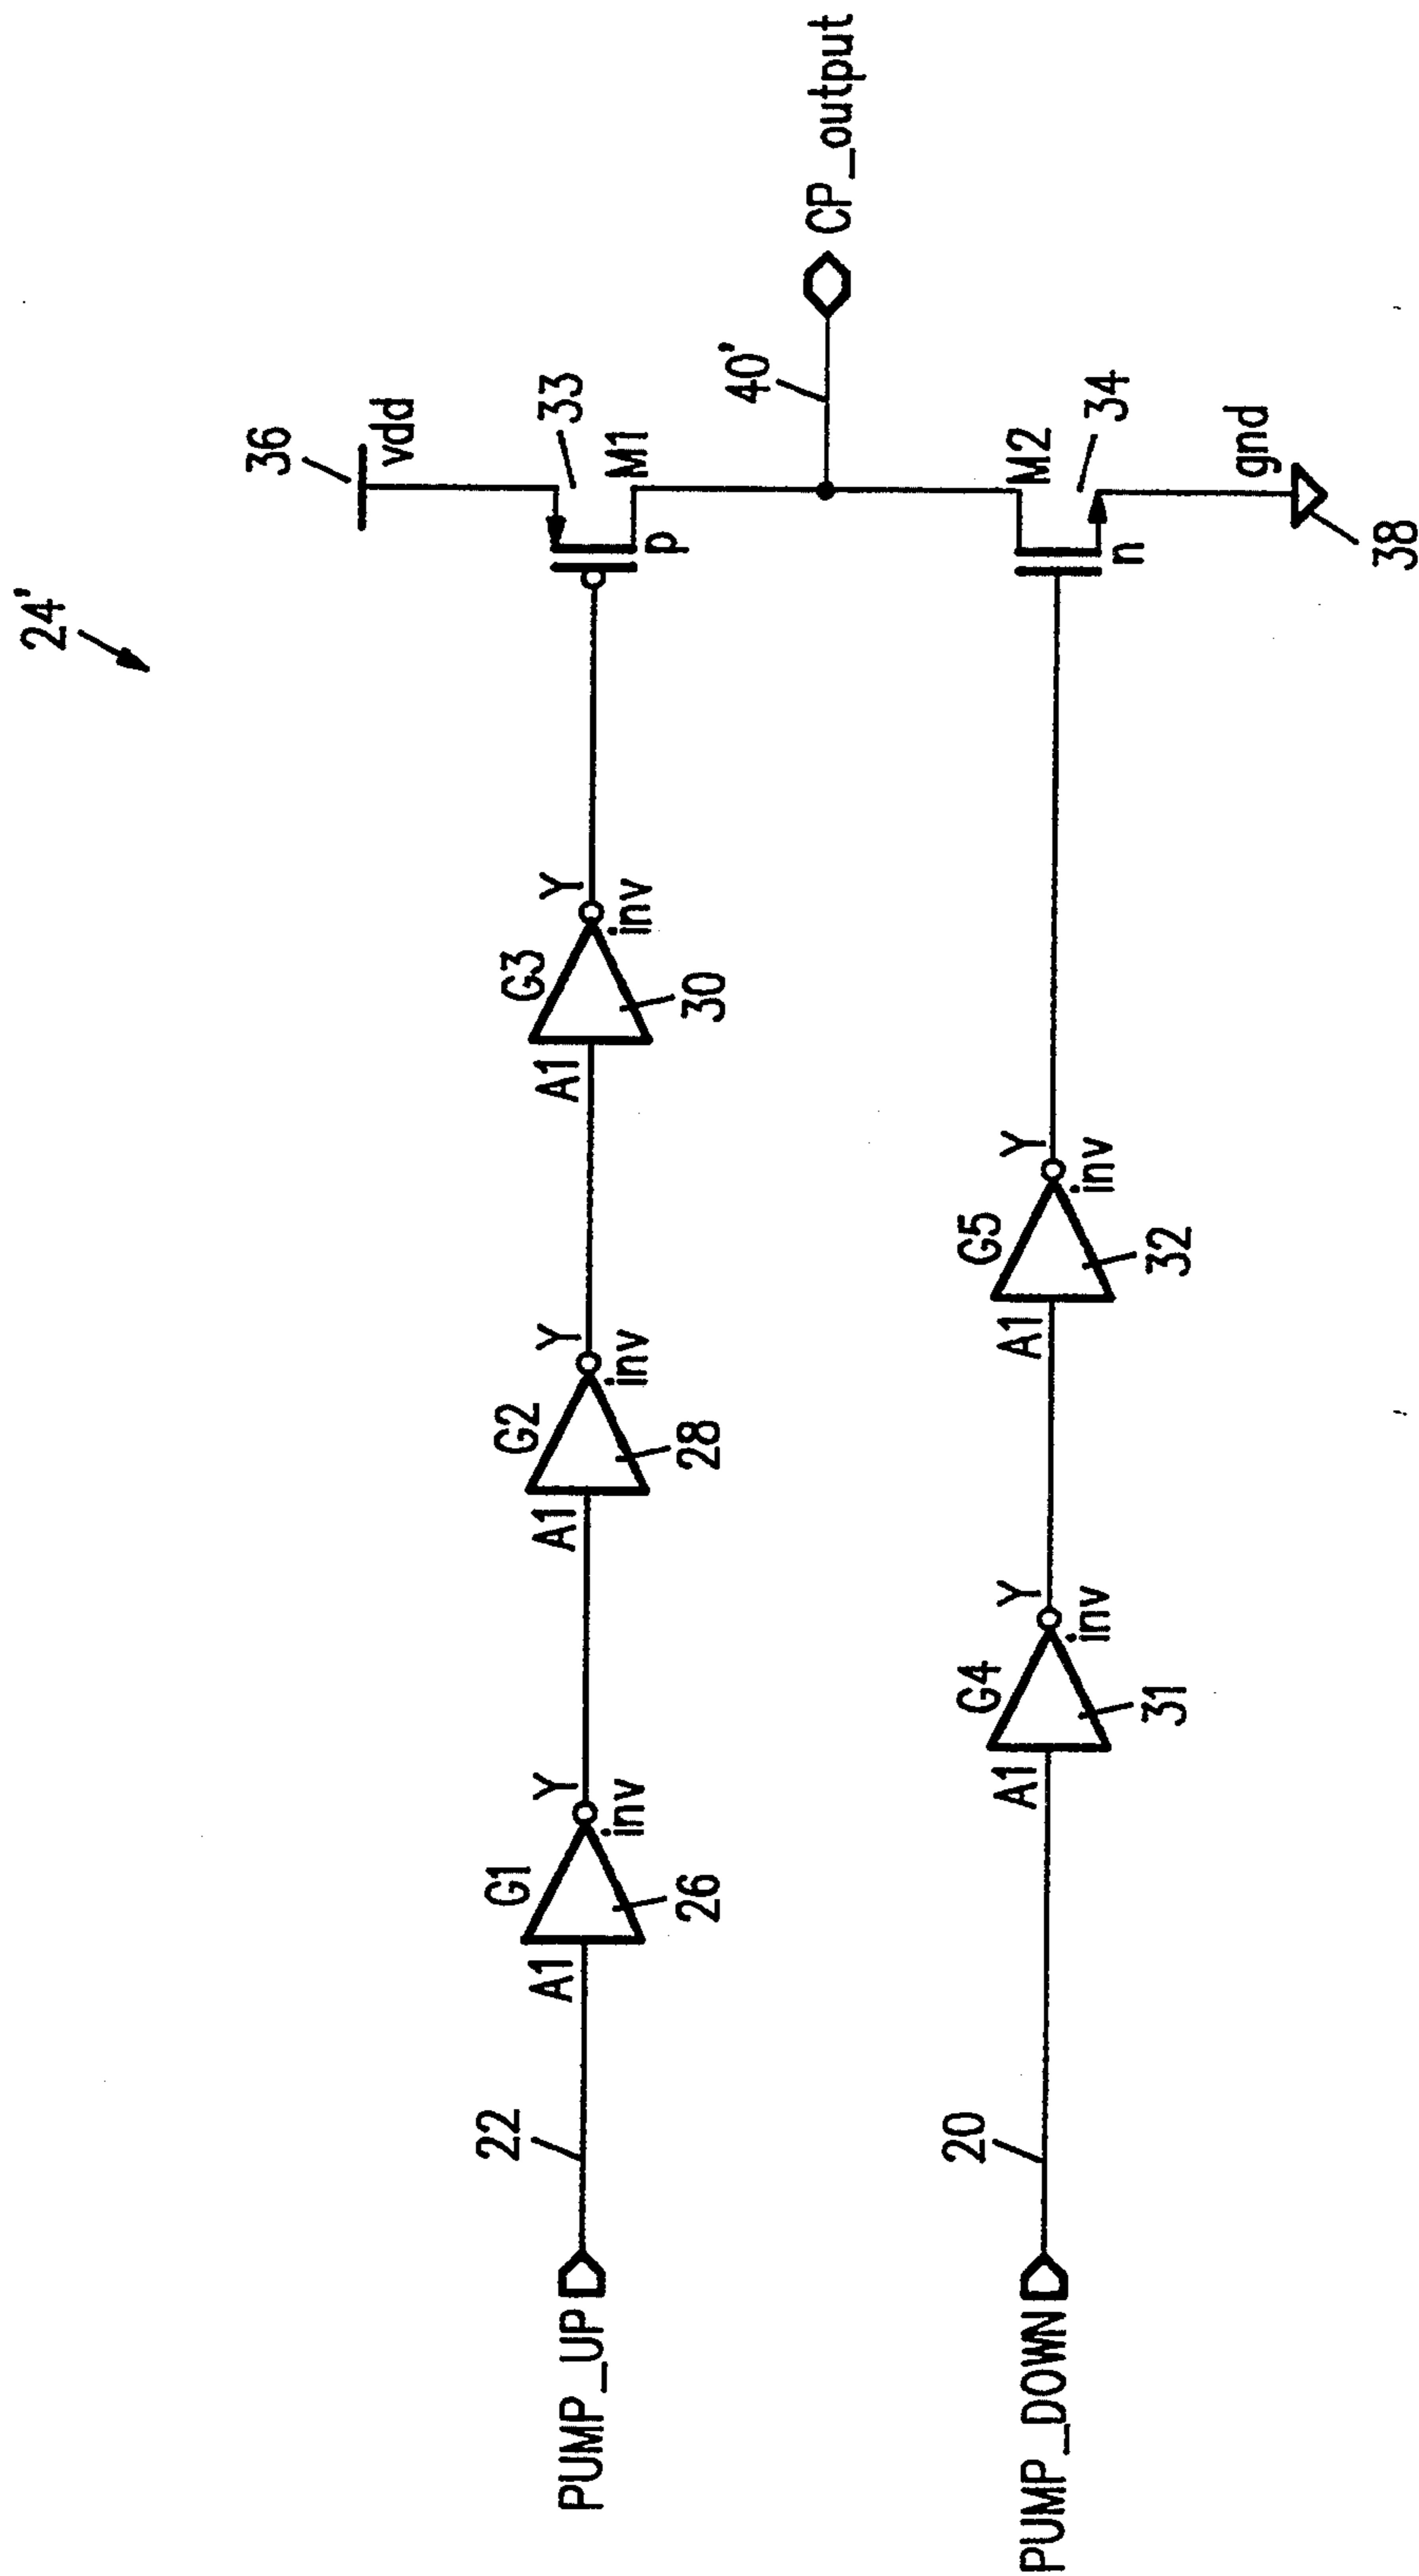 24'
36
vdd
33
M1
p
40'
CP_output
M2
34
n
gnd
38
PUMP_UP
22
A1
G1
Y
inv
26
A1
G2
Y
inv
28
A1
G3
Y
inv
30
PUMP_DOWN
20
A1
G4
Y
inv
31
A1
G5
Y
inv
32